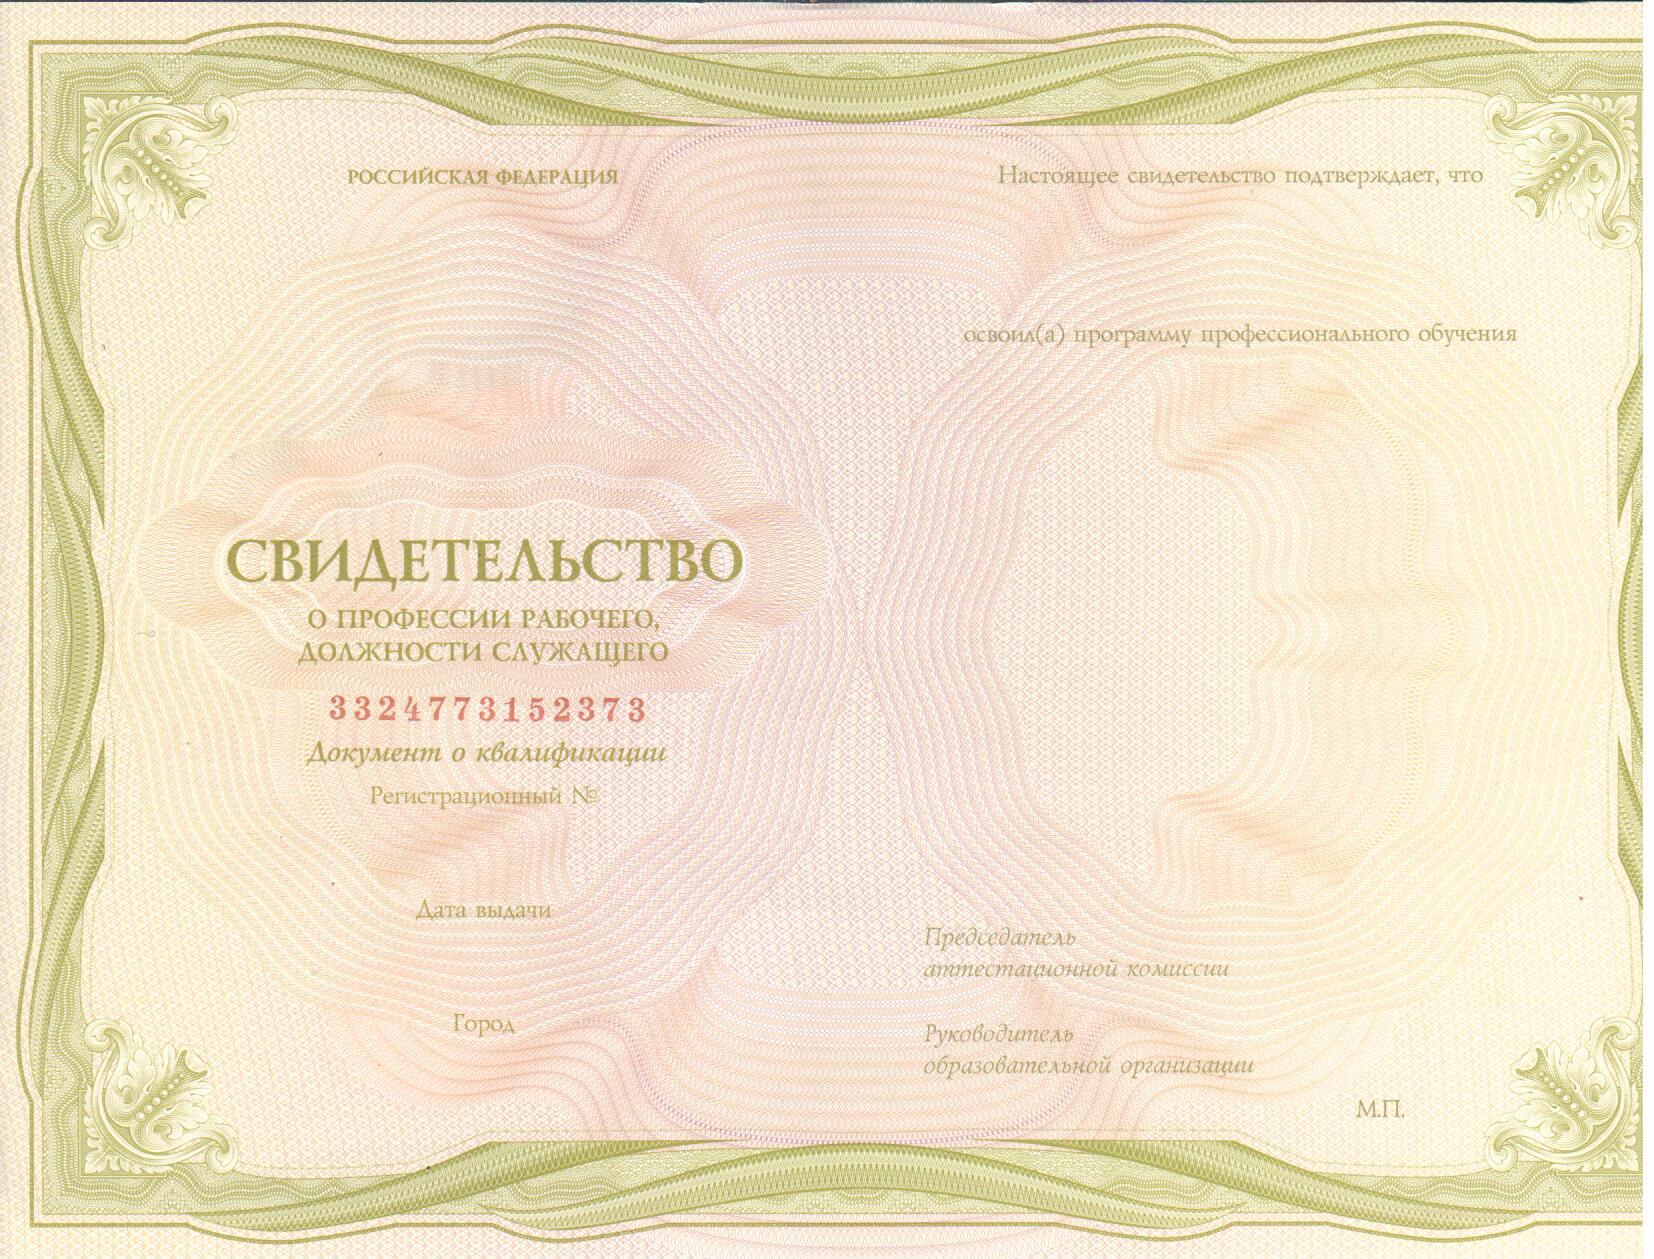 РОССИЙСКАЯ ФЕДЕРАЦИЯ
СВИДЕТЕЛЬСТВО
О ПРОФЕССИИ РАБОЧЕГО,
ДОЛЖНОСТИ СЛУЖАЩЕГО
3324773152373
Документ о квалификации
Регистрационный №
Дата выдачи
Город
Настоящее свидетельство подтверждает, что
освоил(а) программу профессионального обучения
Председатель
аттестационной комиссии
Руководитель
образовательной организации
М.П.